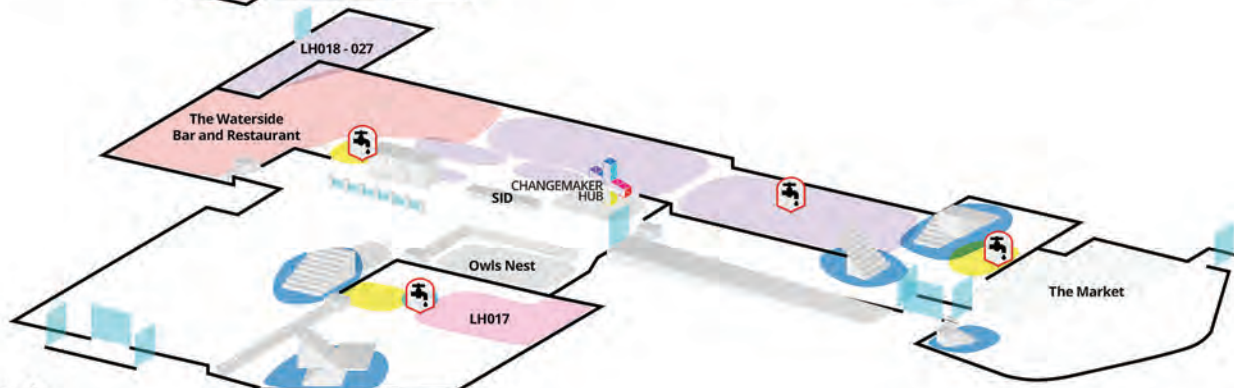 LH018 - 027
The Waterside
Bar and Restaurant
CHANGEMAKER
HUB
SID
Owls Nest
The Market
LH017